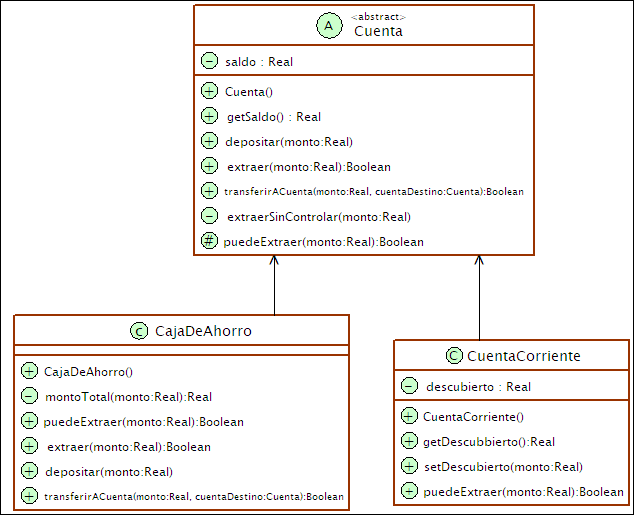 <abstract>
A Cuenta
- saldo : Real
+ Cuenta()
+ getSaldo() : Real
+ depositar(monto:Real)
+ extraer(monto:Real):Boolean
+ transferirACuenta(monto:Real, cuentaDestino:Cuenta):Boolean
- extraerSinControlar(monto:Real)
# puedeExtraer(monto:Real):Boolean
C CajaDeAhorro
+ CajaDeAhorro()
- montoTotal(monto:Real):Real
+ puedeExtraer(monto:Real):Boolean
+ extraer(monto:Real):Boolean
+ depositar(monto:Real)
+ transferirACuenta(monto:Real, cuentaDestino:Cuenta):Boolean
C CuentaCorriente
- descubierto : Real
+ CuentaCorriente()
+ getDescubbierto():Real
+ setDescubierto(monto:Real)
+ puedeExtraer(monto:Real):Boolean